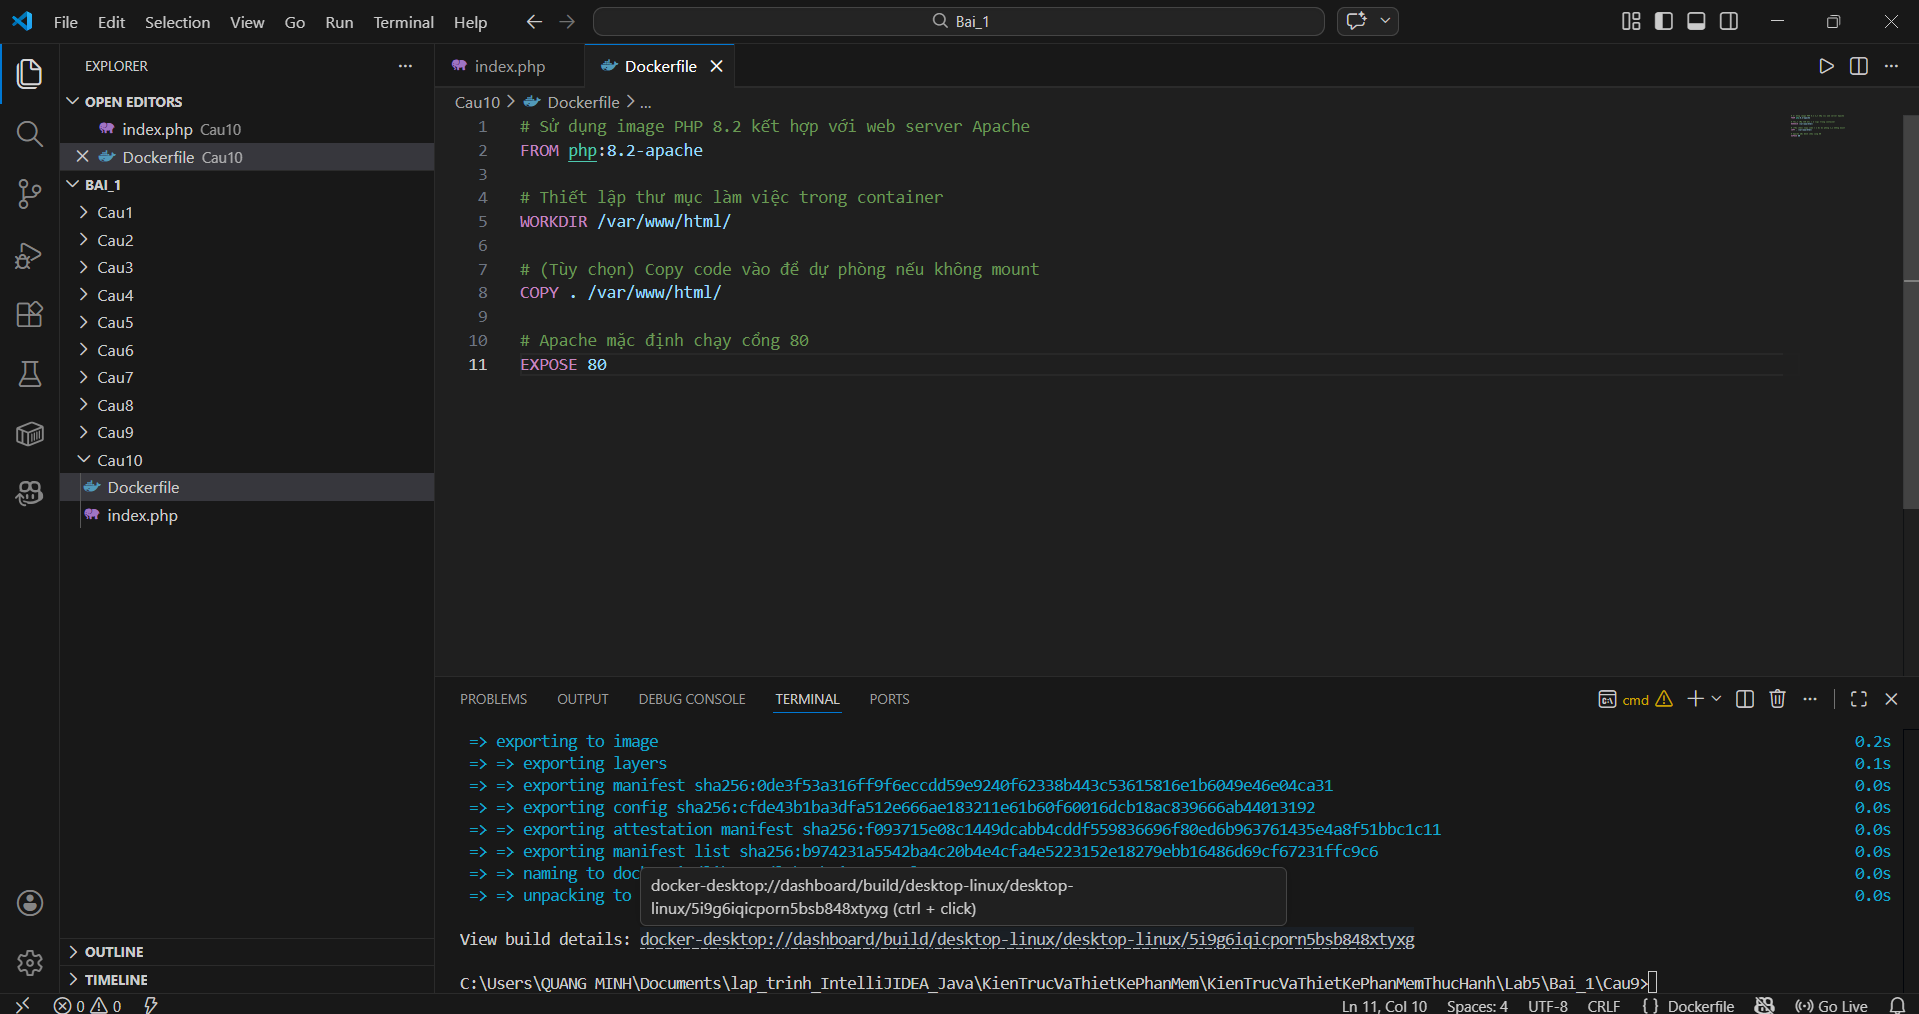 File Edit Selection View Go Run Terminal Help
Bai_1
EXPLORER
OPEN EDITORS
index.php Cau10
Dockerfile Cau10
BAI_1
Cau1
Cau2
Cau3
Cau4
Cau5
Cau6
Cau7
Cau8
Cau9
Cau10
Dockerfile
index.php
OUTLINE
TIMELINE
index.php
Dockerfile
Cau10 > Dockerfile > ...
1 # Sử dụng image PHP 8.2 kết hợp với web server Apache
2 FROM php:8.2-apache
3
4 # Thiết lập thư mục làm việc trong container
5 WORKDIR /var/www/html/
6
7 # (Tùy chọn) Copy code vào để dự phòng nếu không mount
8 COPY . /var/www/html/
9
10 # Apache mặc định chạy cổng 80
11 EXPOSE 80
PROBLEMS OUTPUT DEBUG CONSOLE TERMINAL PORTS
cmd
=> exporting to image 0.2s
=> => exporting layers 0.1s
=> => exporting manifest sha256:0de3f53a316ff9f6eccdd59e9240f62338b443c53615816e1b6049e46e04ca31 0.0s
=> => exporting config sha256:cfde43b1ba3dfa512e666ae183211e61b60f60016dcb18ac839666ab44013192 0.0s
=> => exporting attestation manifest sha256:f093715e08c1449dcabb4cddf559836696f80ed6b963761435e4a8f51bbc1c11 0.0s
=> => exporting manifest list sha256:b974231a5542ba4c20b4e4cfa4e5223152e18279ebb16486d69cf67231ffc9c6 0.0s
=> => naming to doc 0.0s
=> => unpacking to 0.0s
docker-desktop://dashboard/build/desktop-linux/desktop-
linux/5i9g6iqicporn5bsb848xtyxg (ctrl + click)
View build details: docker-desktop://dashboard/build/desktop-linux/desktop-linux/5i9g6iqicporn5bsb848xtyxg
C:\Users\QUANG MINH\Documents\lap_trinh_IntelliJIDEA_Java\KienTrucVaThietKePhanMem\KienTrucVaThietKePhanMemThucHanh\Lab5\Bai_1\Cau9>
0 0
Ln 11, Col 10 Spaces: 4 UTF-8 CRLF { } Dockerfile Go Live